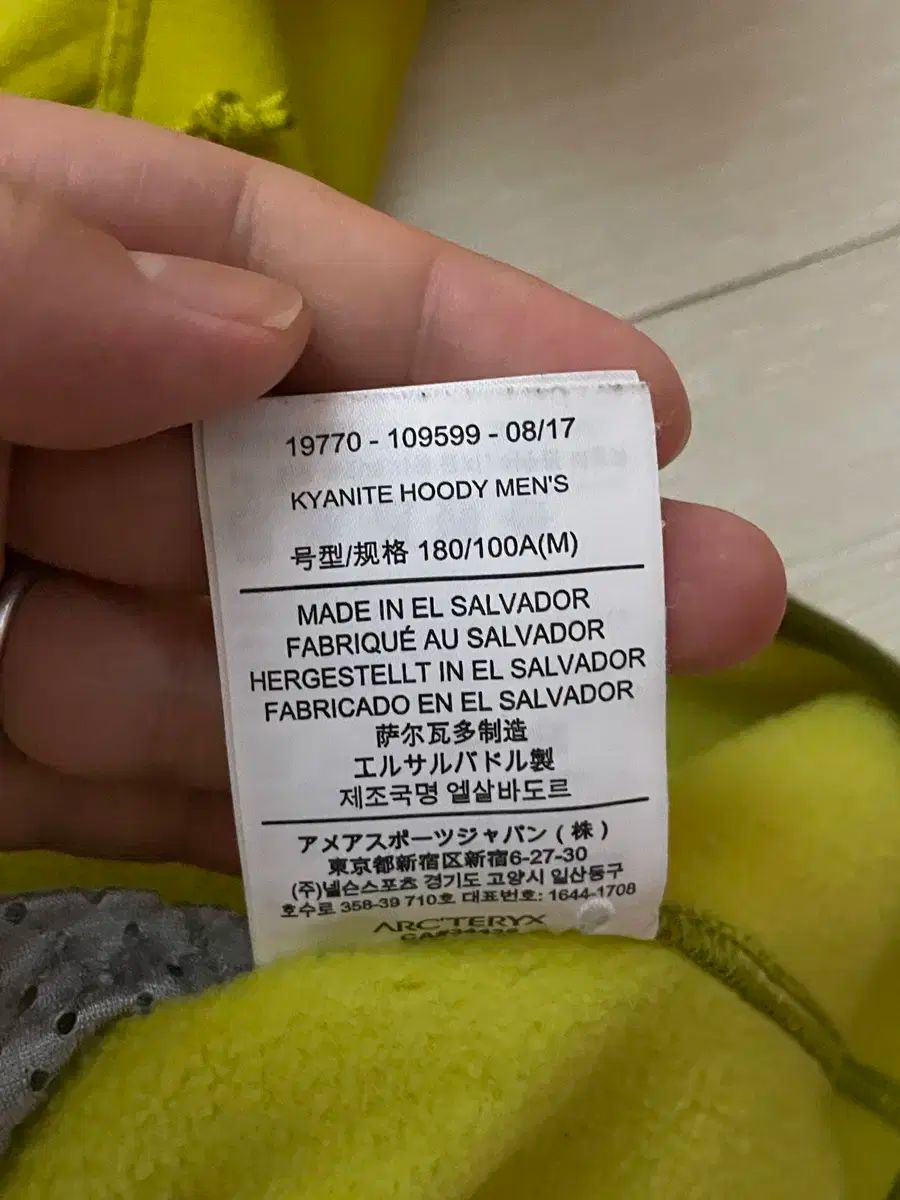 19770 - 109599 - 08/17
KYANITE HOODY MEN'S
号型/规格 180/100A(M)
MADE IN EL SALVADOR
FABRIQUÉ AU SALVADOR
HERGESTELLT IN EL SALVADOR
FABRICADO EN EL SALVADOR
萨尔瓦多制造
エルサルバドル製
제조국명 엘살바도르
アメアスポーツジャパン ( 株 )
東京都新宿区新宿6-27-30
(주)넬슨스포츠 경기도 고양시 일산동구
호수로 358-39 710호 대표번호: 1644-1708
ARC'TERYX